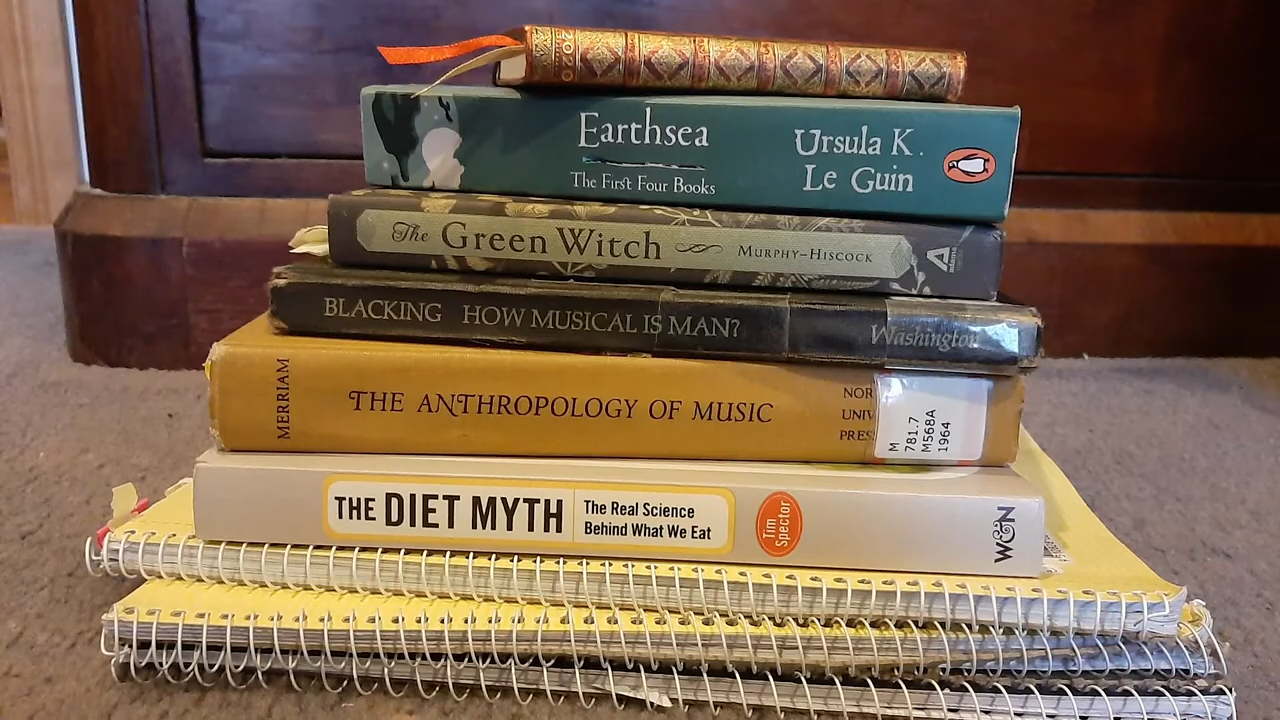 2020
Earthsea
The First Four Books
Ursula K.
Le Guin
The Green Witch
MURPHY-HISCOCK
adams
BLACKING HOW MUSICAL IS MAN?
Washington
MERRIAM
THE ANTHROPOLOGY OF MUSIC
NOR
UNIV
PRES
M
781.7
M568A
1964
THE DIET MYTH
The Real Science
Behind What We Eat
Tim
Spector
W&N